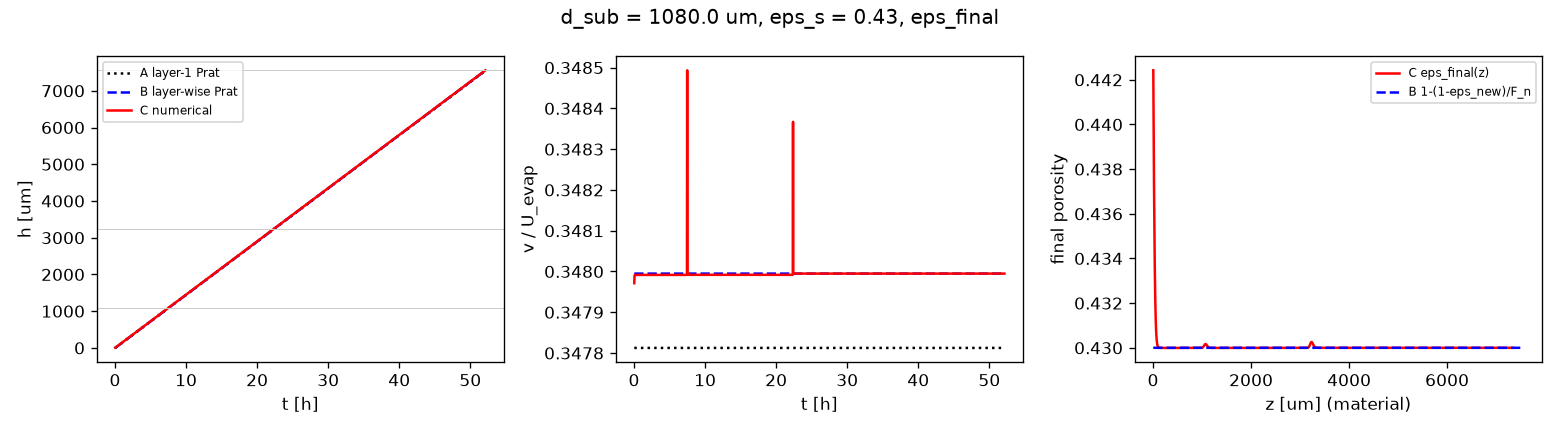 d_sub = 1080.0 um, eps_s = 0.43, eps_final
h [um]
7000
6000
5000
4000
3000
2000
1000
0
A layer-1 Prat
B layer-wise Prat
C numerical
0 10 20 30 40 50
t [h]
v / U_evap
0.3485
0.3484
0.3483
0.3482
0.3481
0.3480
0.3479
0.3478
0 10 20 30 40 50
t [h]
final porosity
0.442
0.440
0.438
0.436
0.434
0.432
0.430
C eps_final(z)
B 1-(1-eps_new)/F_n
0 2000 4000 6000
z [um] (material)